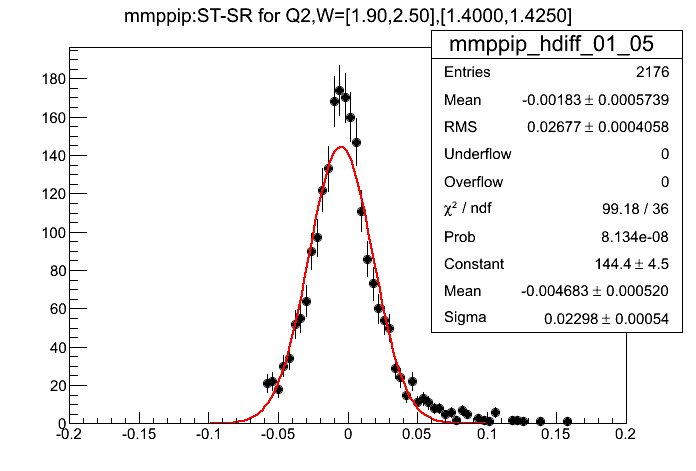 mmppip:ST-SR for Q2,W=[1.90,2.50],[1.4000,1.4250]
mmppip_hdiff_01_05
Entries 2176
Mean -0.00183 ± 0.0005739
RMS 0.02677 ± 0.0004058
Underflow 0
Overflow 0
χ² / ndf 99.18 / 36
Prob 8.134e-08
Constant 144.4 ± 4.5
Mean -0.004683 ± 0.000520
Sigma 0.02298 ± 0.00054
180
160
140
120
100
80
60
40
20
0
-0.2 -0.15 -0.1 -0.05 0 0.05 0.1 0.15 0.2